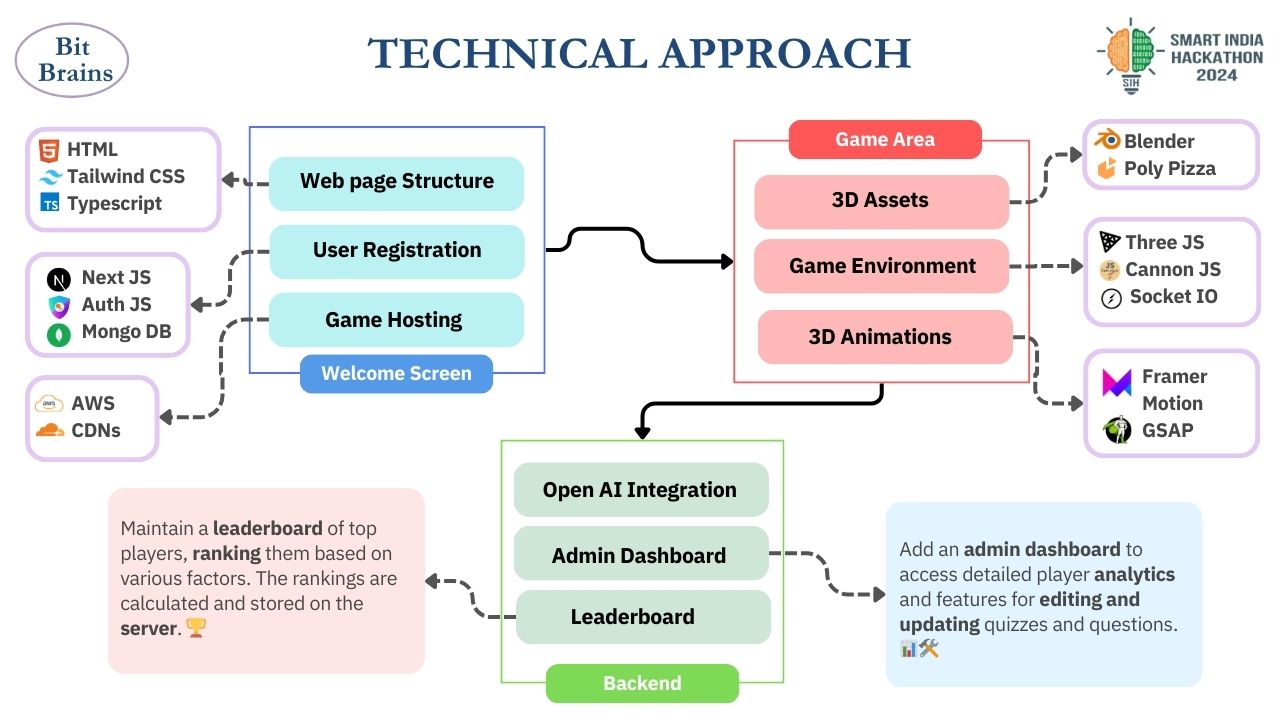 Bit
Brains
TECHNICAL APPROACH
SIH
SMART INDIA
HACKATHON
2024
HTML
Tailwind CSS
TS
Typescript
Next JS
Auth JS
Mongo DB
aws
AWS
CDNs
Web page Structure
User Registration
Game Hosting
Welcome Screen
Game Area
3D Assets
Game Environment
3D Animations
Blender
Poly Pizza
Three JS
JS
Cannon JS
Socket IO
Framer
Motion
GSAP
Open AI Integration
Admin Dashboard
Leaderboard
Backend
Maintain a leaderboard of top
players, ranking them based on
various factors. The rankings are
calculated and stored on the
server. 🏆
Add an admin dashboard to
access detailed player analytics
and features for editing and
updating quizzes and questions.
📊🛠️